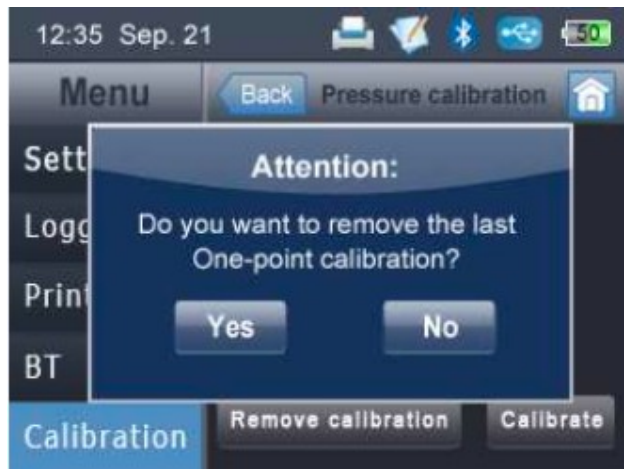 12:35 Sep. 21
50
Menu
Back
Pressure calibration
Sett
Attention:
Logg
Do you want to remove the last
One-point calibration?
Print
Yes
No
BT
Calibration
Remove calibration
Calibrate